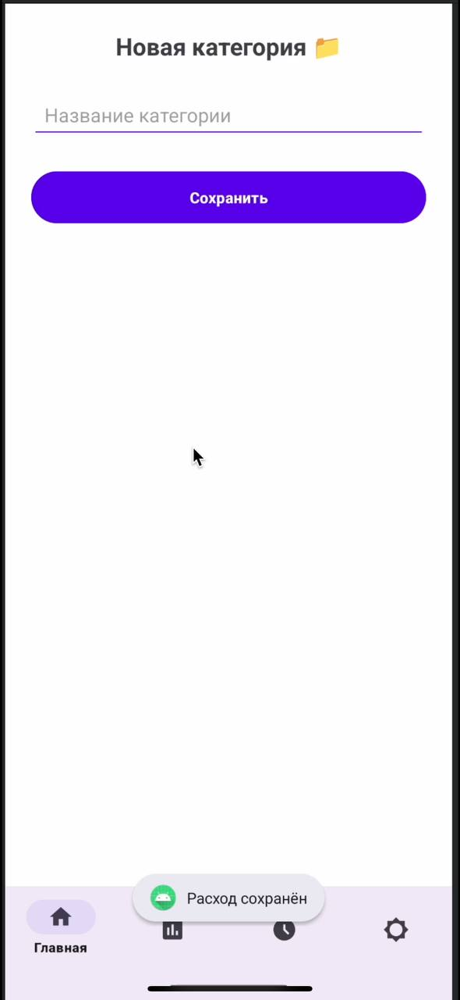 Новая категория 📁
Название категории
Сохранить
Расход сохранён
Главная